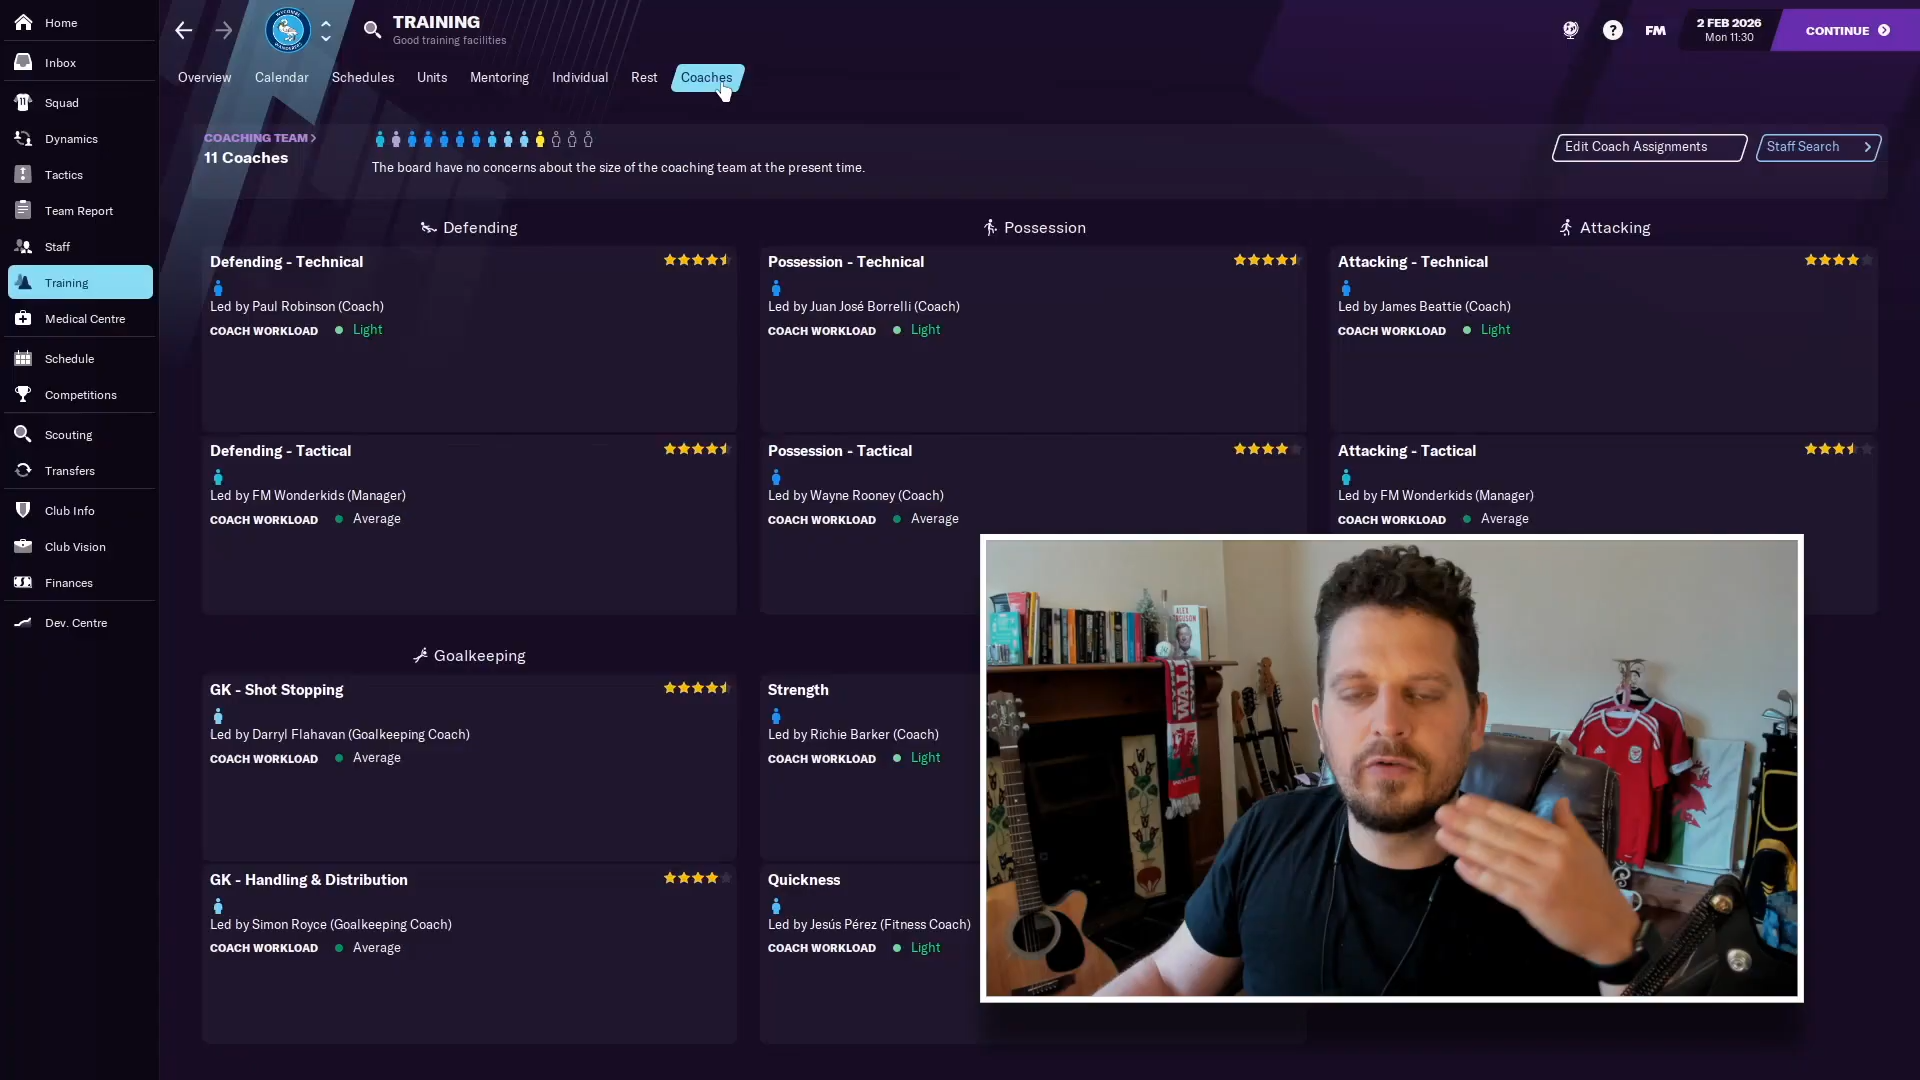 Home
Inbox
Squad
Dynamics
Tactics
Team Report
Staff
Training
Medical Centre
Schedule
Competitions
Scouting
Transfers
Club Info
Club Vision
Finances
Dev. Centre
TRAINING
Good training facilities
FM
2 FEB 2026
Mon 11:30
CONTINUE
Overview Calendar Schedules Units Mentoring Individual Rest Coaches
COACHING TEAM >
11 Coaches
The board have no concerns about the size of the coaching team at the present time.
Edit Coach Assignments
Staff Search >
Defending
Defending - Technical
Led by Paul Robinson (Coach)
COACH WORKLOAD Light
Defending - Tactical
Led by FM Wonderkids (Manager)
COACH WORKLOAD Average
Possession
Possession - Technical
Led by Juan José Borrelli (Coach)
COACH WORKLOAD Light
Possession - Tactical
Led by Wayne Rooney (Coach)
COACH WORKLOAD Average
Attacking
Attacking - Technical
Led by James Beattie (Coach)
COACH WORKLOAD Light
Attacking - Tactical
Led by FM Wonderkids (Manager)
COACH WORKLOAD Average
Goalkeeping
GK - Shot Stopping
Led by Darryl Flahavan (Goalkeeping Coach)
COACH WORKLOAD Average
GK - Handling & Distribution
Led by Simon Royce (Goalkeeping Coach)
COACH WORKLOAD Average
Strength
Led by Richie Barker (Coach)
COACH WORKLOAD Light
Quickness
Led by Jesús Pérez (Fitness Coach)
COACH WORKLOAD Light
ALEX
FERGUSON
WAL